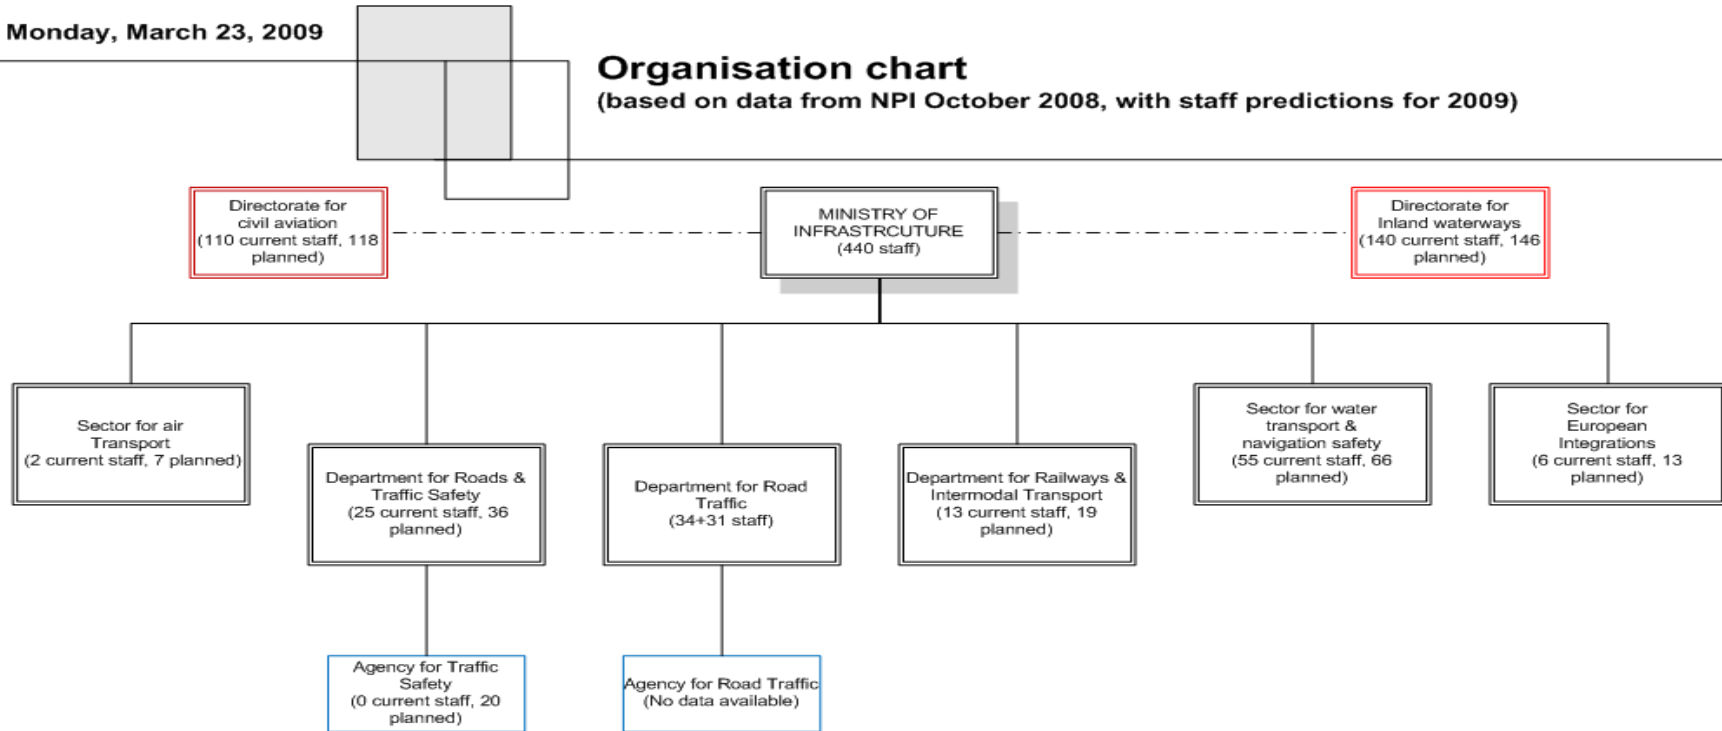 Monday, March 23, 2009
Organisation chart
(based on data from NPI October 2008, with staff predictions for 2009)
Directorate for
civil aviation
(110 current staff, 118
planned)
MINISTRY OF
INFRASTRCUTURE
(440 staff)
Directorate for
Inland waterways
(140 current staff, 146
planned)
Sector for air
Transport
(2 current staff, 7 planned)
Department for Roads &
Traffic Safety
(25 current staff, 36
planned)
Department for Road
Traffic
(34+31 staff)
Department for Railways &
Intermodal Transport
(13 current staff, 19
planned)
Sector for water
transport &
navigation safety
(55 current staff, 66
planned)
Sector for
European
Integrations
(6 current staff, 13
planned)
Agency for Traffic
Safety
(0 current staff, 20
planned)
Agency for Road Traffic
(No data available)